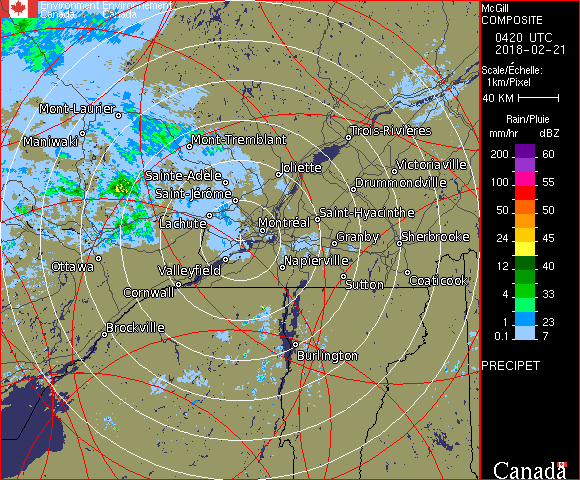 Environment Environnement
Canada Canada
McGill
COMPOSITE
0420 UTC
2018-02-21
Scale/Échelle:
1km/Pixel
40 KM
Rain/Pluie
mm/hr dBZ
200 60
100 55
50 50
24 45
12 40
4 33
1 23
0.1 7
PRECIPET
Canada
Mont-Laurier
Maniwaki
Mont-Tremblant
Trois-Rivières
Sainte-Adèle
Joliette
Victoriaville
Saint-Jérôme
Drummondville
Lachute
Montréal
Saint-Hyacinthe
Granby
Sherbrooke
Ottawa
Valleyfield
Napierville
Cornwall
Sutton
Coaticook
Brockville
Burlington